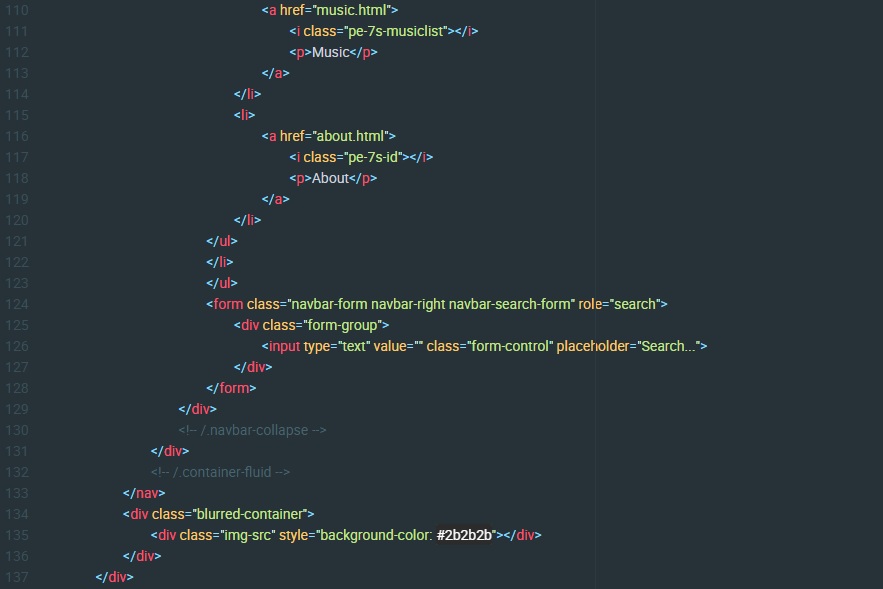 110 <a href="music.html">
111 <i class="pe-7s-musiclist"></i>
112 <p>Music</p>
113 </a>
114 </li>
115 <li>
116 <a href="about.html">
117 <i class="pe-7s-id"></i>
118 <p>About</p>
119 </a>
120 </li>
121 </ul>
122 </li>
123 </ul>
124 <form class="navbar-form navbar-right navbar-search-form" role="search">
125 <div class="form-group">
126 <input type="text" value="" class="form-control" placeholder="Search...">
127 </div>
128 </form>
129 </div>
130 <!-- /.navbar-collapse -->
131 </div>
132 <!-- /.container-fluid -->
133 </nav>
134 <div class="blurred-container">
135 <div class="img-src" style="background-color: #2b2b2b"></div>
136 </div>
137 </div>